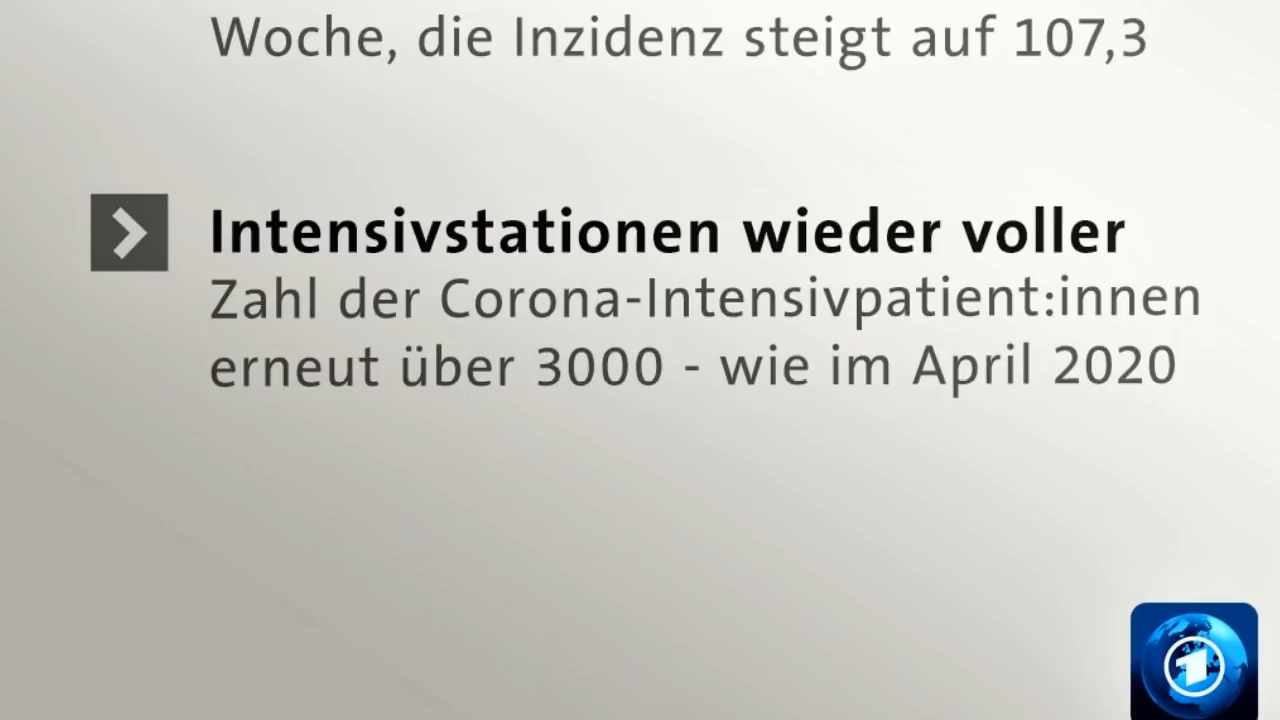 Woche, die Inzidenz steigt auf 107,3
Intensivstationen wieder voller
Zahl der Corona-Intensivpatient:innen
erneut über 3000 - wie im April 2020
1